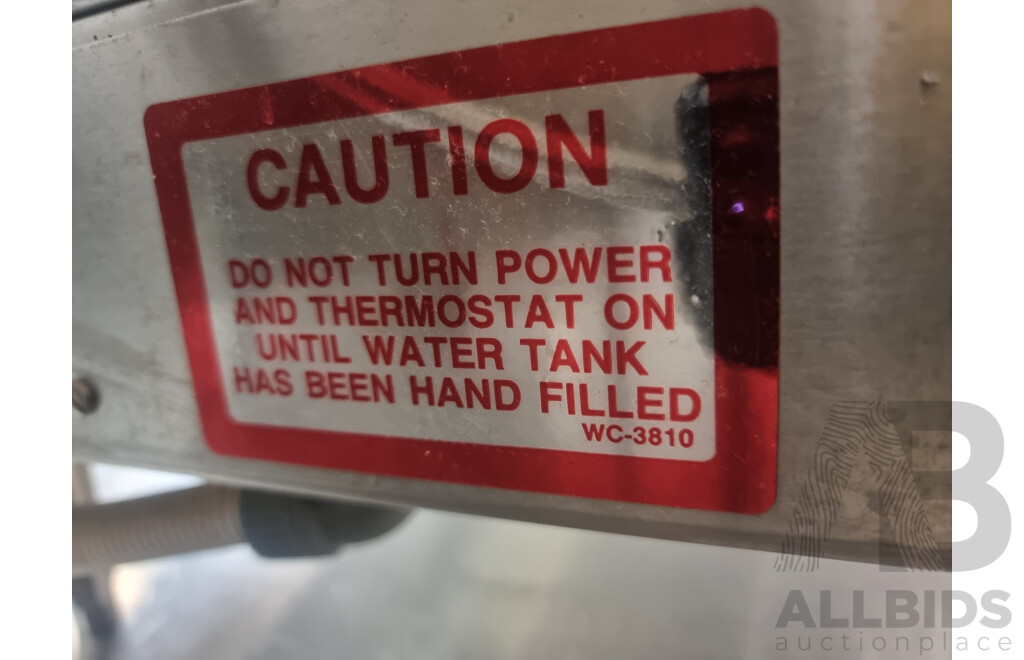 CAUTION
DO NOT TURN POWER
AND THERMOSTAT ON
UNTIL WATER TANK
HAS BEEN HAND FILLED
WC-3810
AB
ALLBIDS
auctionplace